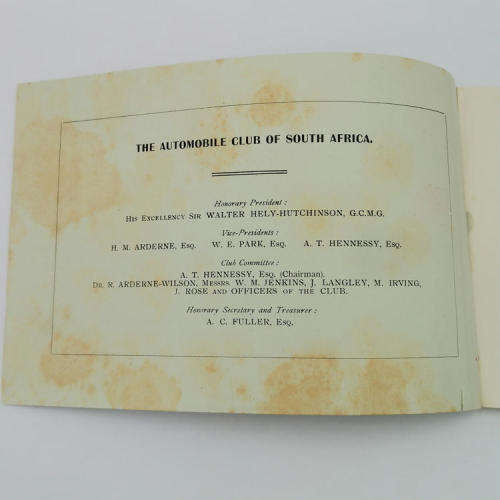 THE AUTOMOBILE CLUB OF SOUTH AFRICA.
Honorary President:
HIS EXCELLENCY SIR WALTER HELY-HUTCHINSON, G.C.M.G.
Vice-Presidents:
H. M. ARDERNE, ESQ. W. E. PARK, ESQ. A. T. HENNESSY, ESQ.
Club Committee:
A. T. HENNESSY, ESQ. (Chairman).
DR. R. ARDERNE-WILSON, MESSRS. W. M. JENKINS, J. LANGLEY, M. IRVING,
J. ROSE AND OFFICERS OF THE CLUB.
Honorary Secretary and Treasurer:
A. C. FULLER, ESQ.